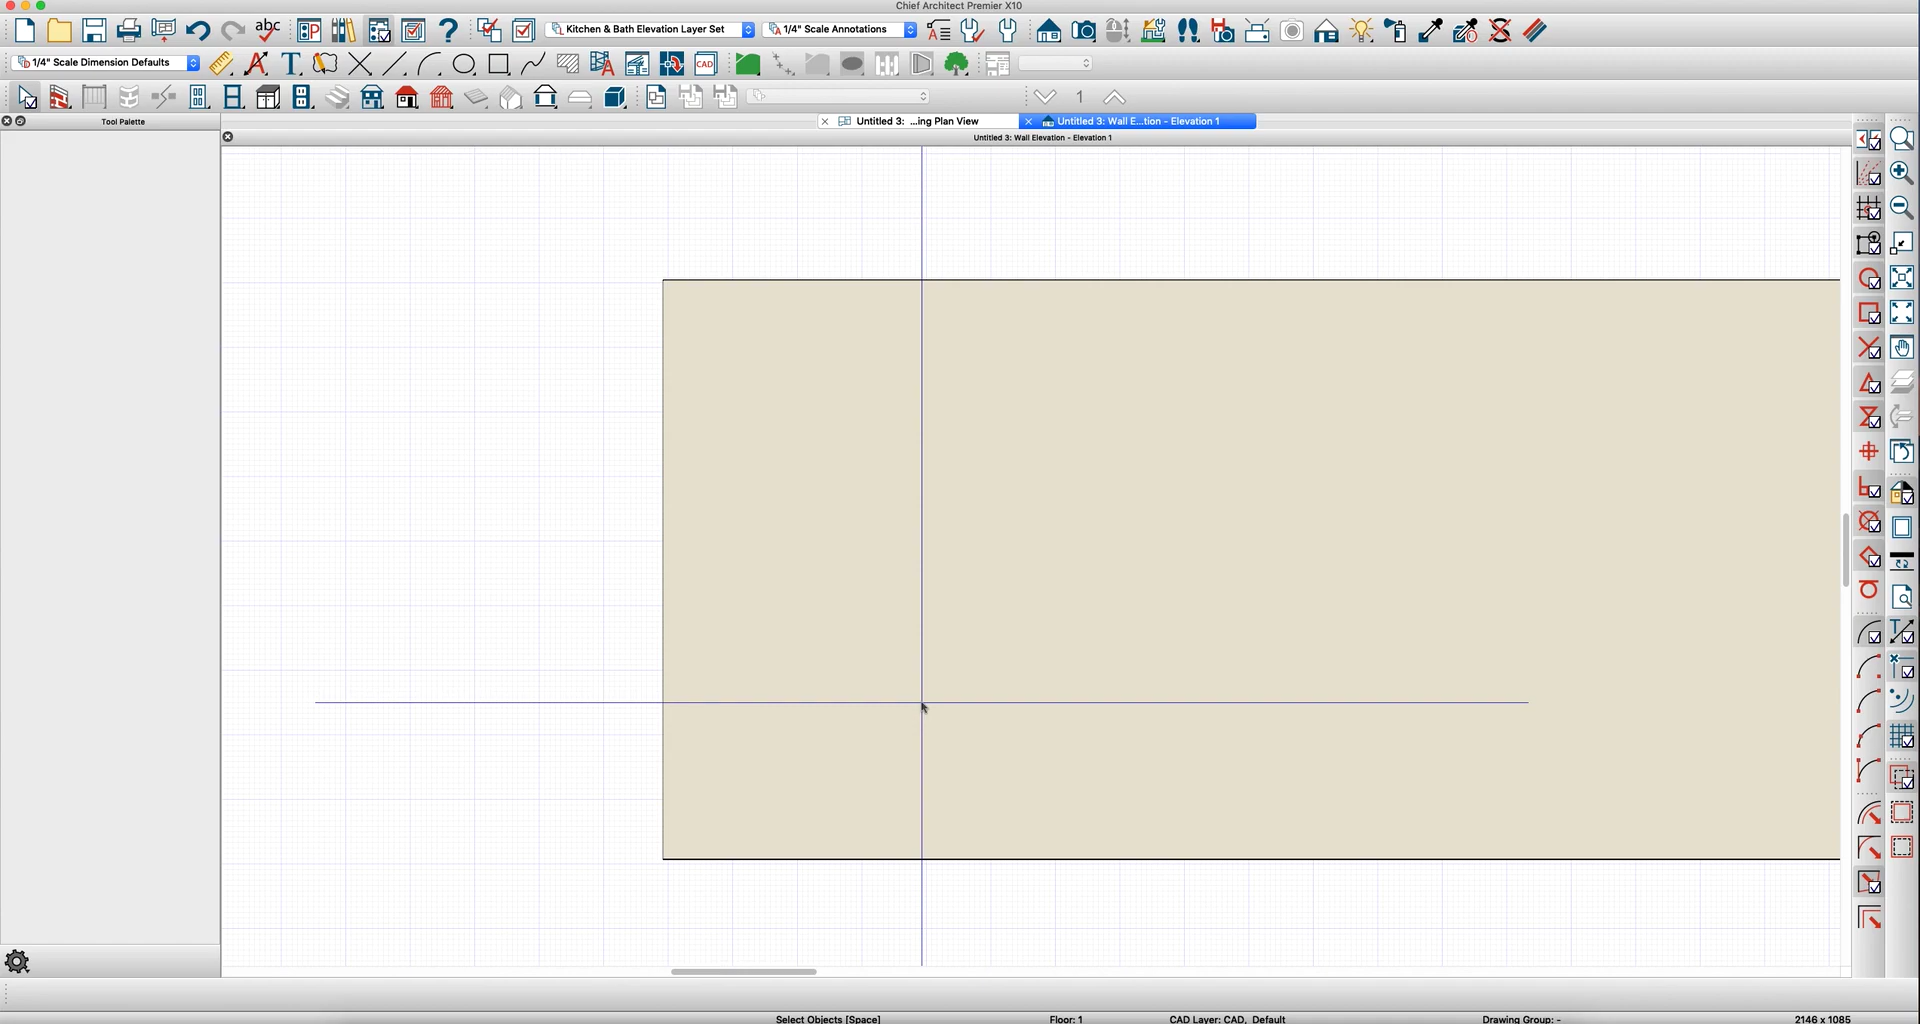 Chief Architect Premier X10
abc
Kitchen & Bath Elevation Layer Set
1/4" Scale Annotations
1/4" Scale Dimension Defaults
CAD
1
Tool Palette
Untitled 3: ...ing Plan View
Untitled 3: Wall E...tion - Elevation 1
Untitled 3: Wall Elevation - Elevation 1
Select Objects [Space]
Floor: 1
CAD Layer: CAD, Default
Drawing Group: -
2146 x 1085